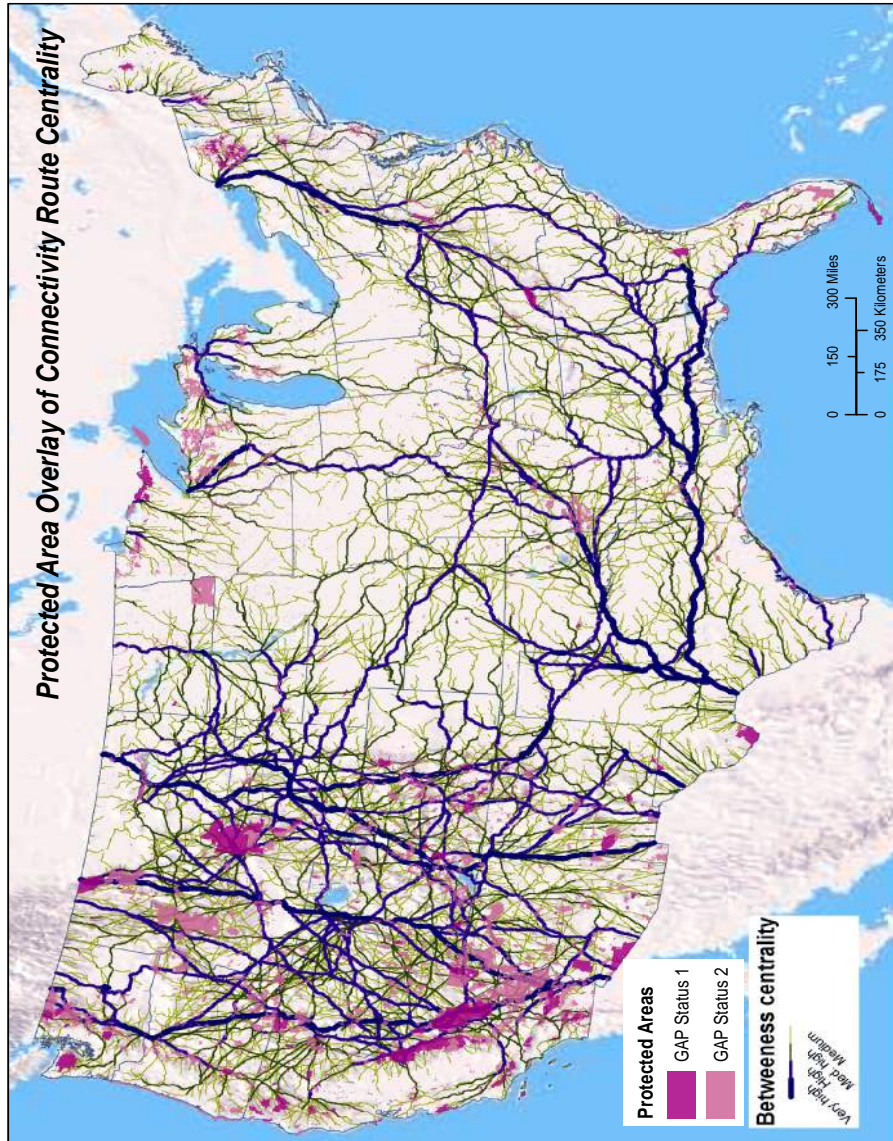 Protected Area Overlay of Connectivity Route Centrality
0 150 300 Miles
0 175 350 Kilometers
Protected Areas
GAP Status 1
GAP Status 2
Betweeness centrality
Very high
High
Med. high
Medium